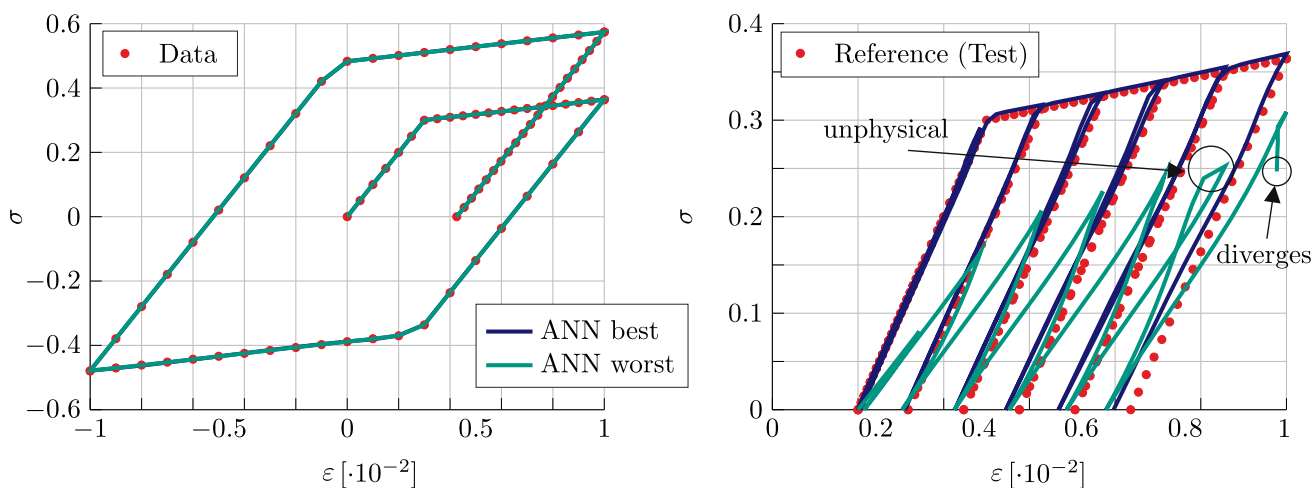 0.6
0.4
0.2
0
−0.2
−0.4
−0.6
σ
Data
ANN best
ANN worst
−1
−0.5
0
0.5
1
ε [·10−2]
0.4
0.3
0.2
0.1
0
σ
Reference (Test)
unphysical
diverges
0
0.2
0.4
0.6
0.8
1
ε [·10−2]